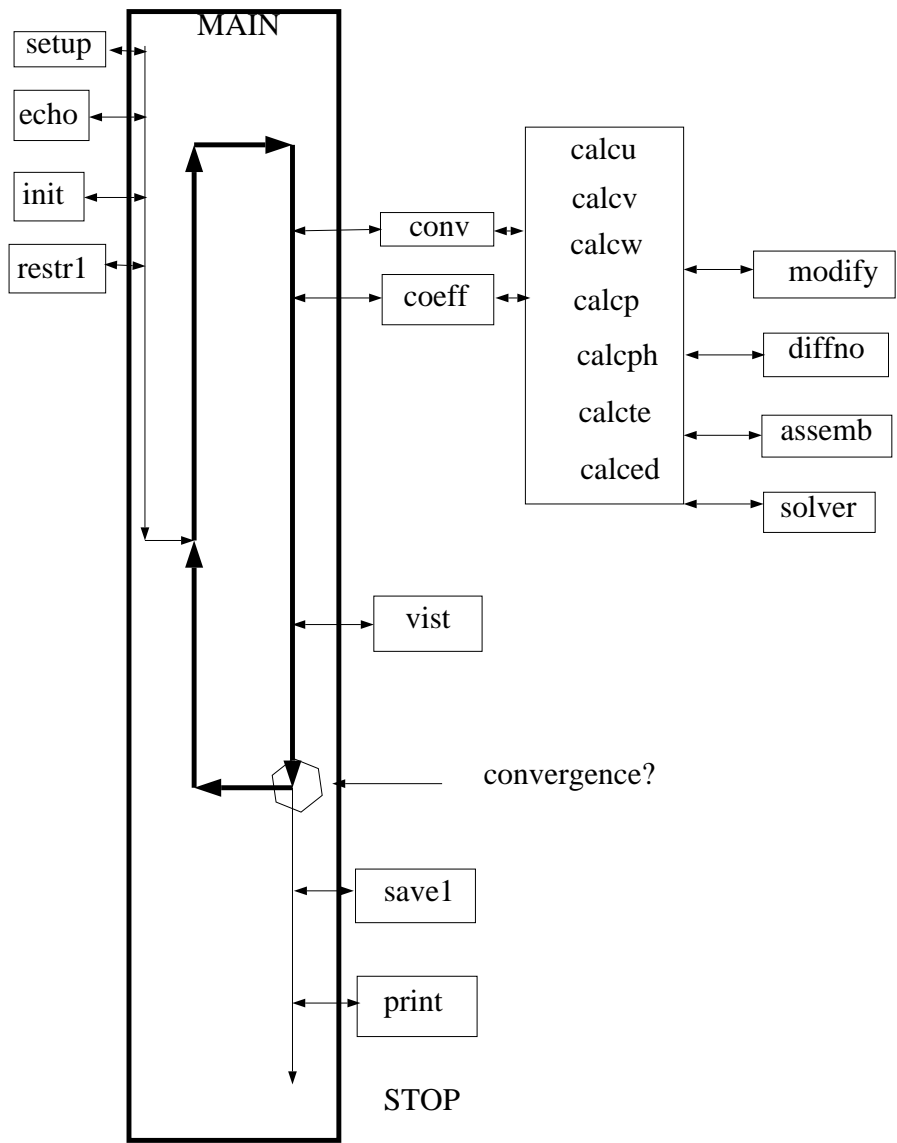 MAIN
setup
echo
init
restr1
conv
coeff
calcu
calcv
calcw
calcp
calcph
calcte
calced
modify
diffno
assemb
solver
vist
convergence?
save1
print
STOP